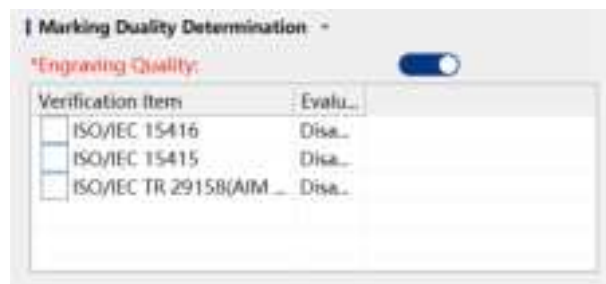 Marking Duality Determination
*Engraving Quality:
Verification Item Evalu...
ISO/IEC 15416 Disa...
ISO/IEC 15415 Disa...
ISO/IEC TR 29158(AIM ... Disa...